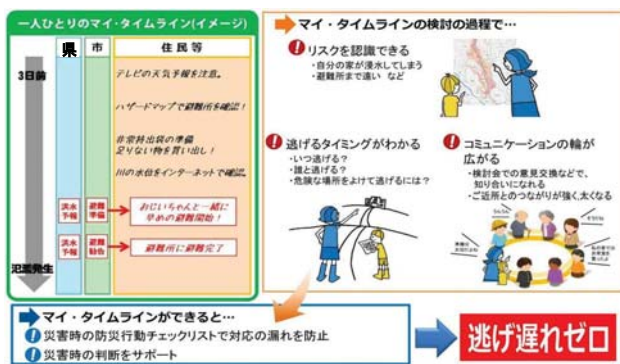 一人ひとりのマイ・タイムライン(イメージ)
県
市
住民等
3日前
テレビの天気予報を注意。
ハザードマップで避難所を確認！
非常持出袋の準備
足りない物を買い出し！
川の水位をインターネットで確認。
洪水
予報
避難
準備
おじいちゃんと一緒に
早めの避難開始！
洪水
予報
避難
勧告
避難所に避難完了
氾濫発生
マイ・タイムラインの検討の過程で…
リスクを認識できる
・自分の家が浸水してしまう
・避難所まで遠い など
逃げるタイミングがわかる
・いつ逃げる？
・誰と逃げる？
・危険な場所をよけて逃げるには？
コミュニケーションの輪が
広がる
・検討会での意見交換などで、
知り合いになれる
・ご近所とのつながりが強く、太くなる
マイ・タイムラインができると…
災害時の防災行動チェックリストで対応の漏れを防止
災害時の判断をサポート
逃げ遅れゼロ